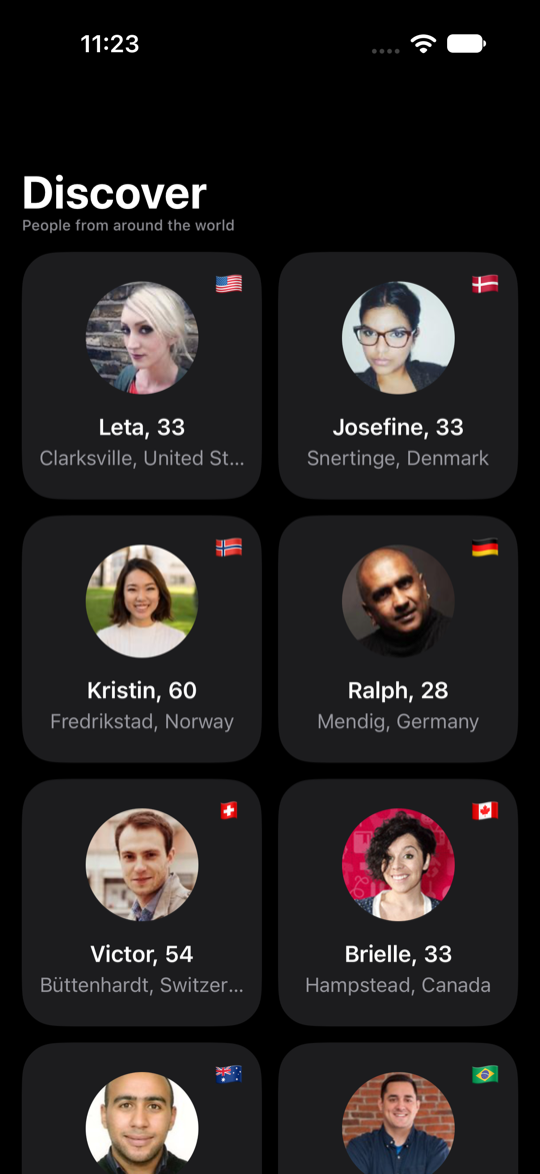 11:23
Discover
People from around the world
Leta, 33
Clarksville, United St...
Josefine, 33
Snertinge, Denmark
Kristin, 60
Fredrikstad, Norway
Ralph, 28
Mendig, Germany
Victor, 54
Büttenhardt, Switzer...
Brielle, 33
Hampstead, Canada